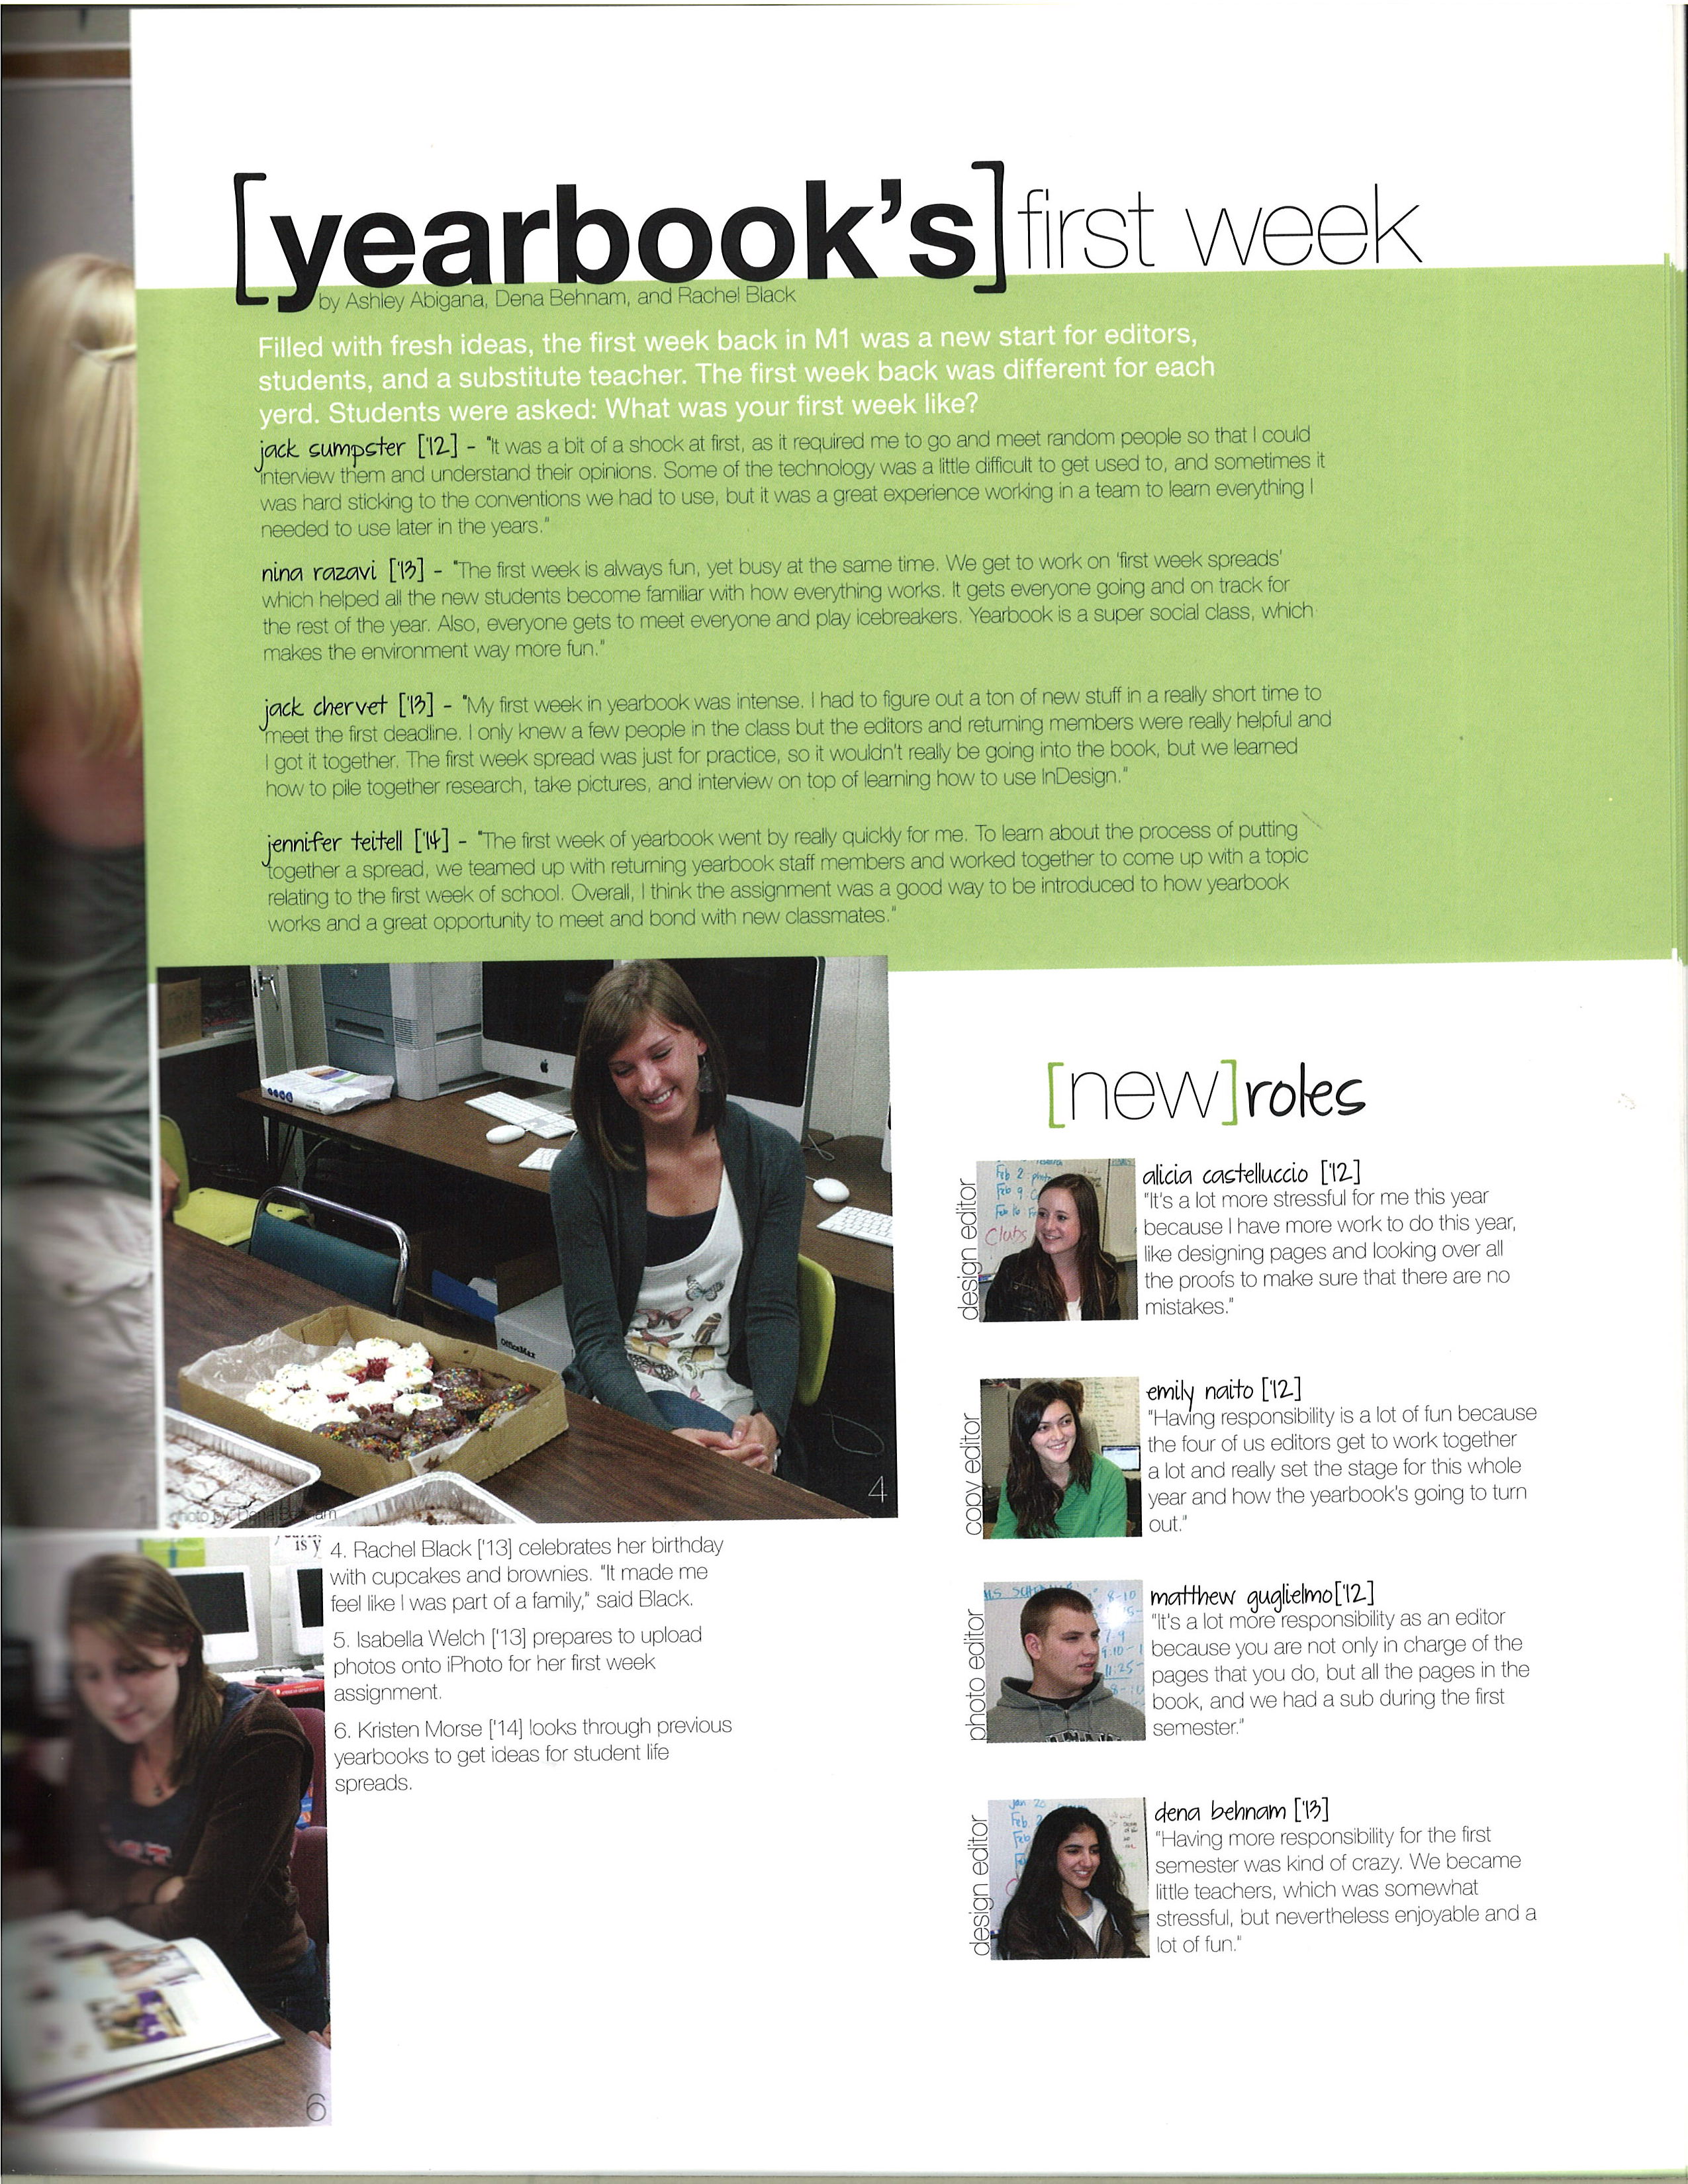 [yearbook's] first week
by Ashley Abigana, Dena Behnam, and Rachel Black
Filled with fresh ideas, the first week back in M1 was a new start for editors,
students, and a substitute teacher. The first week back was different for each
yerd. Students were asked: What was your first week like?
jack sumpster ['12] - "It was a bit of a shock at first, as it required me to go and meet random people so that I could
interview them and understand their opinions. Some of the technology was a little difficult to get used to, and sometimes it
was hard sticking to the conventions we had to use, but it was a great experience working in a team to learn everything I
needed to use later in the years."
nina razavi ['13] - "The first week is always fun, yet busy at the same time. We get to work on 'first week spreads'
which helped all the new students become familiar with how everything works. It gets everyone going and on track for
the rest of the year. Also, everyone gets to meet everyone and play icebreakers. Yearbook is a super social class, which
makes the environment way more fun."
jack chervet ['13] - "My first week in yearbook was intense. I had to figure out a ton of new stuff in a really short time to
meet the first deadline. I only knew a few people in the class but the editors and returning members were really helpful and
I got it together. The first week spread was just for practice, so it wouldn't really be going into the book, but we learned
how to pile together research, take pictures, and interview on top of learning how to use InDesign."
jennifer teitell ['14] - "The first week of yearbook went by really quickly for me. To learn about the process of putting
together a spread, we teamed up with returning yearbook staff members and worked together to come up with a topic
relating to the first week of school. Overall, I think the assignment was a good way to be introduced to how yearbook
works and a great opportunity to meet and bond with new classmates."
OfficeMax
4
photo by: Dena Behnam
is y
4. Rachel Black ['13] celebrates her birthday
with cupcakes and brownies. "It made me
feel like I was part of a family," said Black.
5. Isabella Welch ['13] prepares to upload
photos onto iPhoto for her first week
assignment.
6. Kristen Morse ['14] looks through previous
yearbooks to get ideas for student life
spreads.
6
[new] roles
design editor
Feb 2
Feb 9
Feb 16
Clubs
alicia castelluccio ['12]
"It's a lot more stressful for me this year
because I have more work to do this year,
like designing pages and looking over all
the proofs to make sure that there are no
mistakes."
copy editor
emily naito ['12]
"Having responsibility is a lot of fun because
the four of us editors get to work together
a lot and really set the stage for this whole
year and how the yearbook's going to turn
out."
photo editor
8-10
11:25-
matthew guglielmo['12]
"It's a lot more responsibility as an editor
because you are not only in charge of the
pages that you do, but all the pages in the
book, and we had a sub during the first
semester."
design editor
Jan 20
Feb
Feb
dena behnam ['13]
"Having more responsibility for the first
semester was kind of crazy. We became
little teachers, which was somewhat
stressful, but nevertheless enjoyable and a
lot of fun."